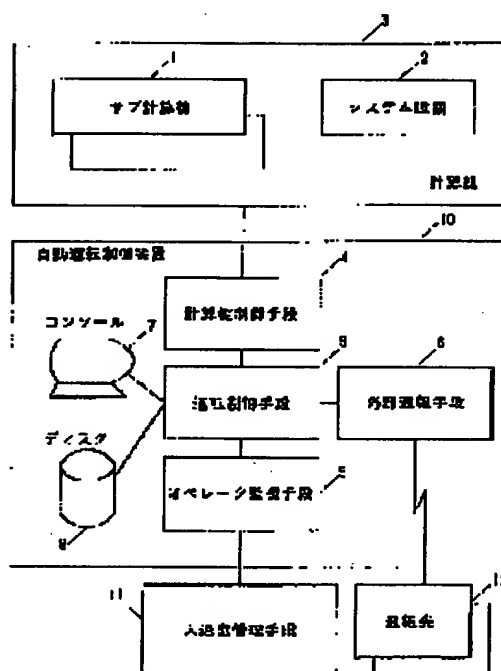 3
1
2
サブ計算機
システム
計算機
10
自動運転制御装置
4
計算機制御手段
コンソール
7
運転制御手段
6
外部通報手段
ディスク
オペレータ監視手段
11
入退室管理手段
通報先